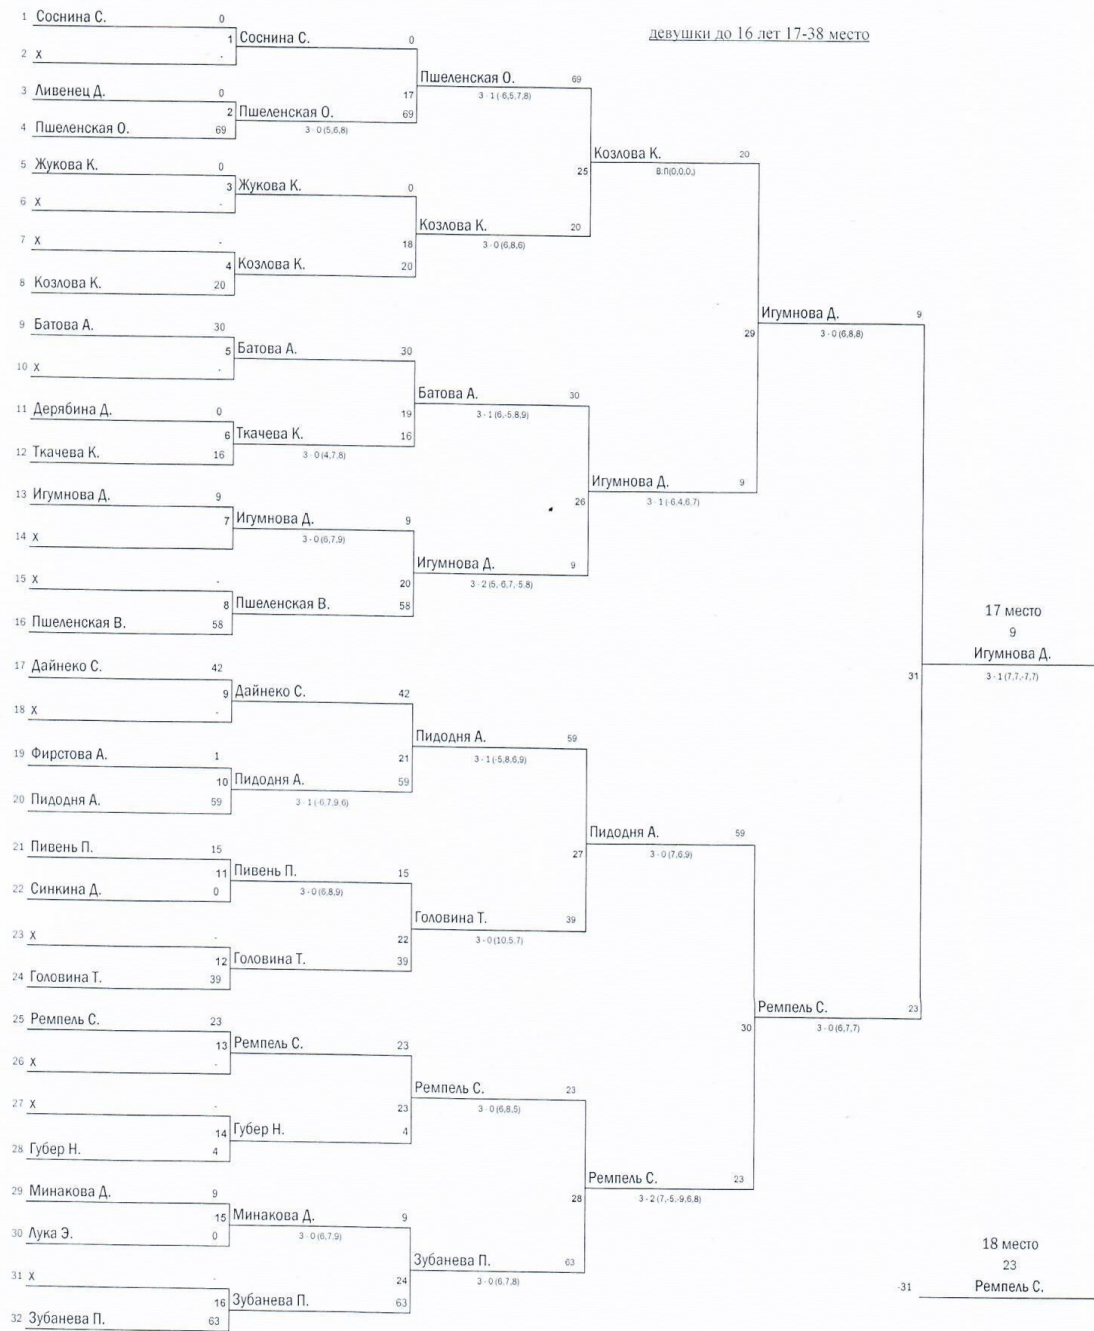 девушки до 16 лет 17-38 место
1 Соснина С. 0
1 Соснина С. 0
2 X .
Пшеленская О. 69
3 Ливенец Д. 0
17 3 - 1 (-6,5,7,8)
2 Пшеленская О. 69
4 Пшеленская О. 69
3 - 0 (5,6,8)
Козлова К. 20
5 Жукова К. 0
25 В.П(0,0,0,)
3 Жукова К. 0
6 X .
Козлова К. 20
7 X .
18 3 - 0 (6,8,6)
4 Козлова К. 20
8 Козлова К. 20
Игумнова Д. 9
9 Батова А. 30
29 3 - 0 (6,8,8)
5 Батова А. 30
10 X .
Батова А. 30
11 Дерябина Д. 0
19 3 - 1 (6,-5,8,9)
6 Ткачева К. 16
12 Ткачева К. 16
3 - 0 (4,7,8)
Игумнова Д. 9
13 Игумнова Д. 9
26 3 - 1 (-6,4,6,7)
7 Игумнова Д. 9
14 X
3 - 0 (6,7,9)
Игумнова Д. 9
15 X .
20 3 - 2 (5,-6,7,-5,8)
8 Пшеленская В. 58
16 Пшеленская В. 58
17 место
9
Игумнова Д.
31 3 - 1 (7,7,-7,7)
17 Дайнеко С. 42
9 Дайнеко С. 42
18 X .
Пидодня А. 59
19 Фирстова А. 1
21 3 - 1 (-5,8,6,9)
10 Пидодня А. 59
20 Пидодня А. 59
3 - 1 (-6,7,9,6)
Пидодня А. 59
21 Пивень П. 15
27 3 - 0 (7,6,9)
11 Пивень П. 15
22 Синкина Д. 0
3 - 0 (6,8,9)
Головина Т. 39
23 X .
22 3 - 0 (10,5,7)
12 Головина Т. 39
24 Головина Т. 39
Ремпель С. 23
25 Ремпель С. 23
30 3 - 0 (6,7,7)
13 Ремпель С. 23
26 X .
Ремпель С. 23
27 X .
23 3 - 0 (6,8,5)
14 Губер Н. 4
28 Губер Н. 4
Ремпель С. 23
29 Минакова Д. 9
28 3 - 2 (7,-5,-9,6,8)
15 Минакова Д. 9
30 Лука Э. 0
3 - 0 (6,7,9)
Зубанева П. 63
31 X .
24 3 - 0 (6,7,8)
16 Зубанева П. 63
32 Зубанева П. 63
18 место
23
-31 Ремпель С.